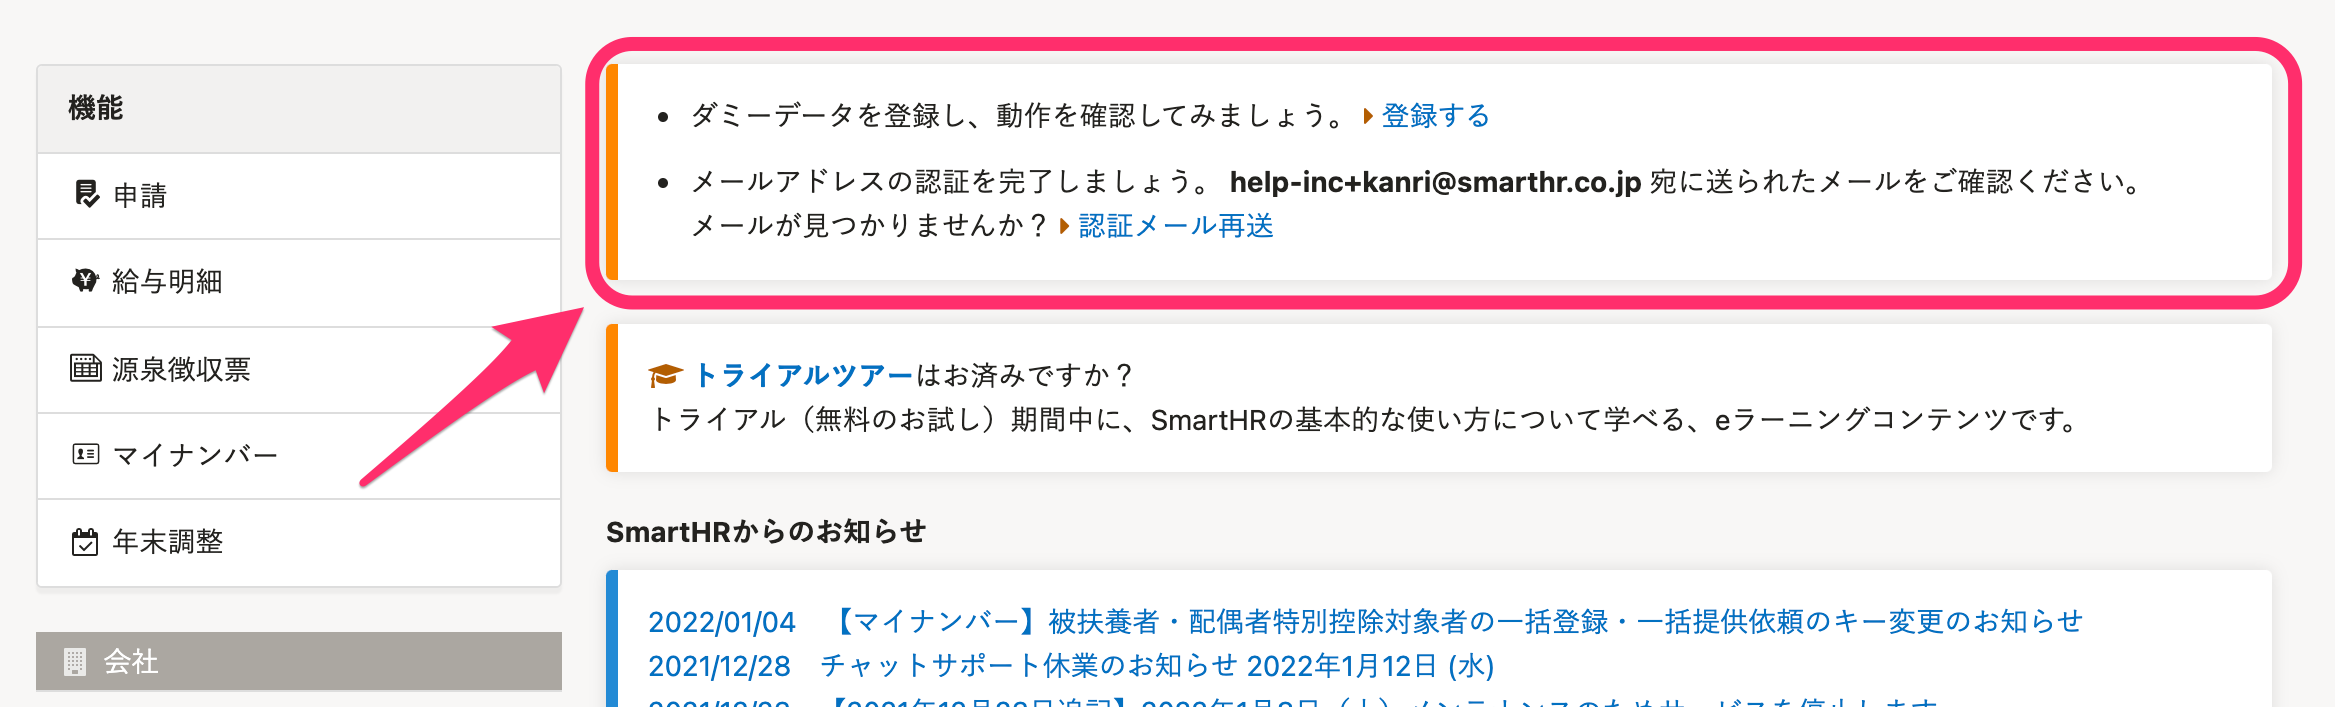 機能
申請
給与明細
源泉徴収票
マイナンバー
年末調整
会社
ダミーデータを登録し、動作を確認してみましょう。 登録する
メールアドレスの認証を完了しましょう。 help-inc+kanri@smarthr.co.jp 宛に送られたメールをご確認ください。
メールが見つかりませんか？ 認証メール再送
トライアルツアーはお済みですか？
トライアル（無料のお試し）期間中に、SmartHRの基本的な使い方について学べる、eラーニングコンテンツです。
SmartHRからのお知らせ
2022/01/04 【マイナンバー】被扶養者・配偶者特別控除対象者の一括登録・一括提供依頼のキー変更のお知らせ
2021/12/28 チャットサポート休業のお知らせ 2022年1月12日 (水)